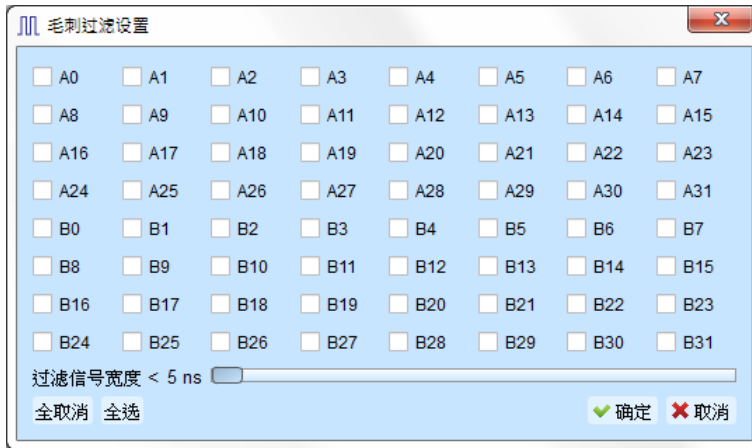 毛刺过滤设置
A0 A1 A2 A3 A4 A5 A6 A7
A8 A9 A10 A11 A12 A13 A14 A15
A16 A17 A18 A19 A20 A21 A22 A23
A24 A25 A26 A27 A28 A29 A30 A31
B0 B1 B2 B3 B4 B5 B6 B7
B8 B9 B10 B11 B12 B13 B14 B15
B16 B17 B18 B19 B20 B21 B22 B23
B24 B25 B26 B27 B28 B29 B30 B31
过滤信号宽度 < 5 ns
全取消 全选 确定 取消